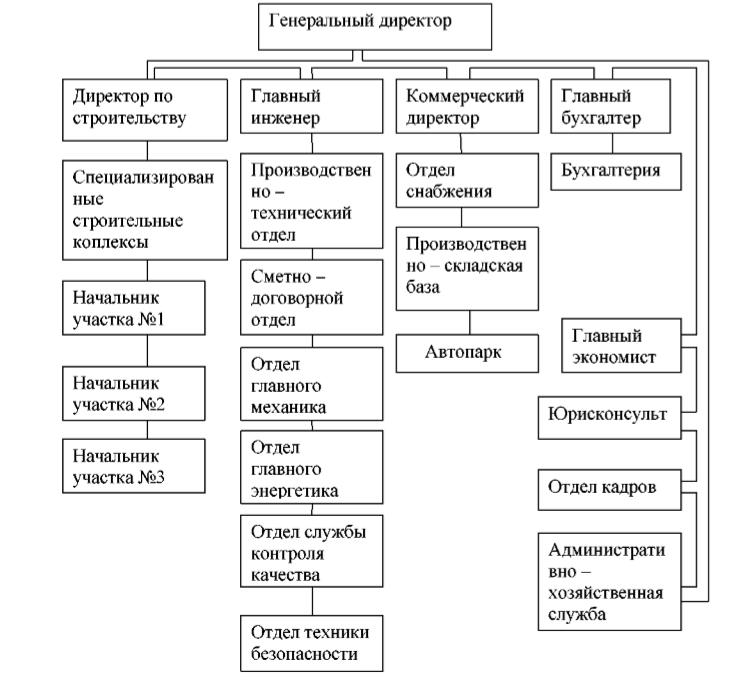 Генеральный директор
Директор по
строительству
Специализирован
ные
строительные
коплексы
Начальник
участка №1
Начальник
участка №2
Начальник
участка №3
Главный
инженер
Производствен
но –
технический
отдел
Сметно –
договорной
отдел
Отдел
главного
механика
Отдел
главного
энергетика
Отдел службы
контроля
качества
Отдел техники
безопасности
Коммерческий
директор
Отдел
снабжения
Производствен
но – складская
база
Автопарк
Главный
бухгалтер
Бухгалтерия
Главный
экономист
Юрисконсульт
Отдел кадров
Администрати
вно –
хозяйственная
служба